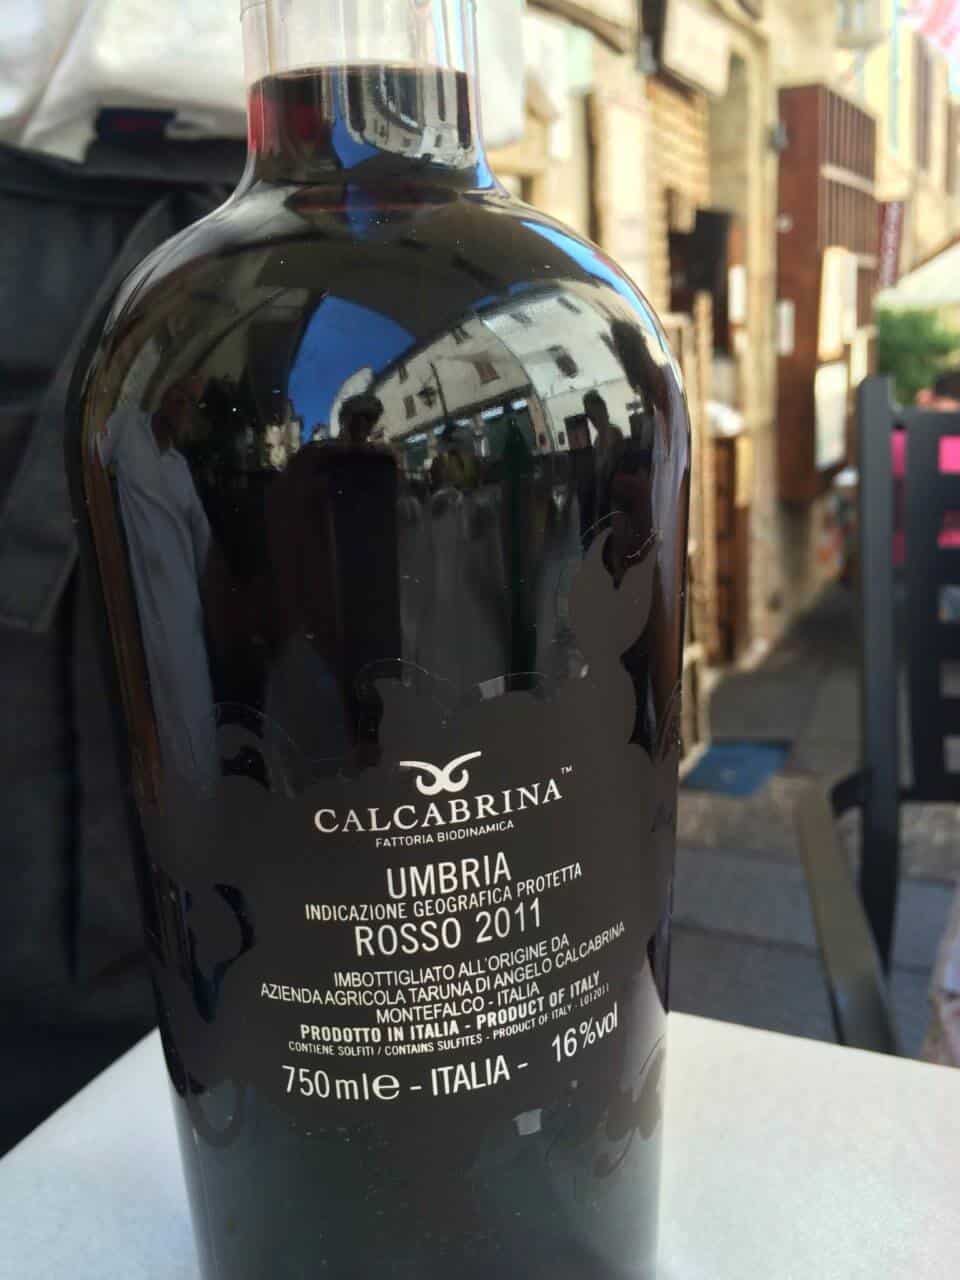 CALCABRINA™
FATTORIA BIODINAMICA
UMBRIA
INDICAZIONE GEOGRAFICA PROTETTA
ROSSO 2011
IMBOTTIGLIATO ALL'ORIGINE DA
AZIENDA AGRICOLA TARUNA DI ANGELO CALCABRINA
MONTEFALCO - ITALIA
PRODOTTO IN ITALIA - PRODUCT OF ITALY
CONTIENE SOLFITI / CONTAINS SULFITES - PRODUCT OF ITALY - L012011
750 ml e - ITALIA - 16%vol